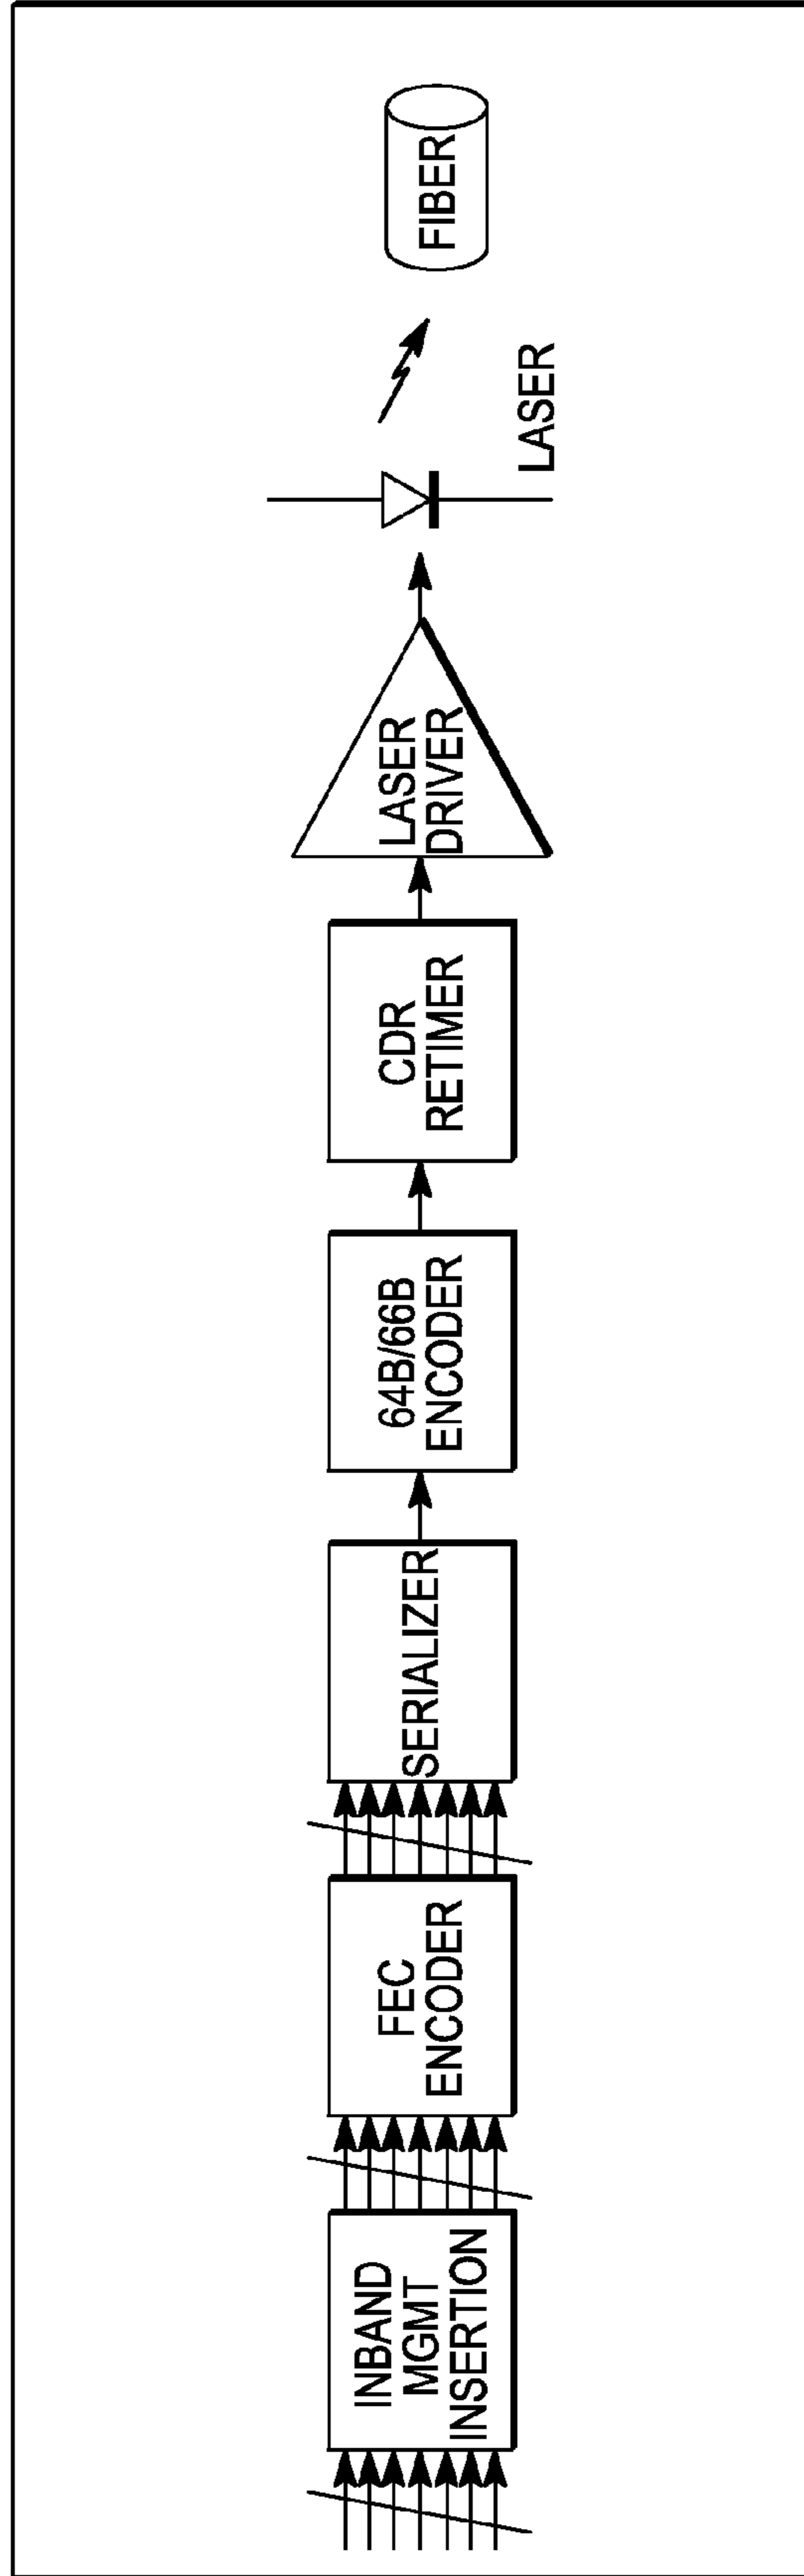 INBAND
MGMT
INSERTION
FEC
ENCODER
SERIALIZER
64B/66B
ENCODER
CDR
RETIMER
LASER
DRIVER
LASER
FIBER